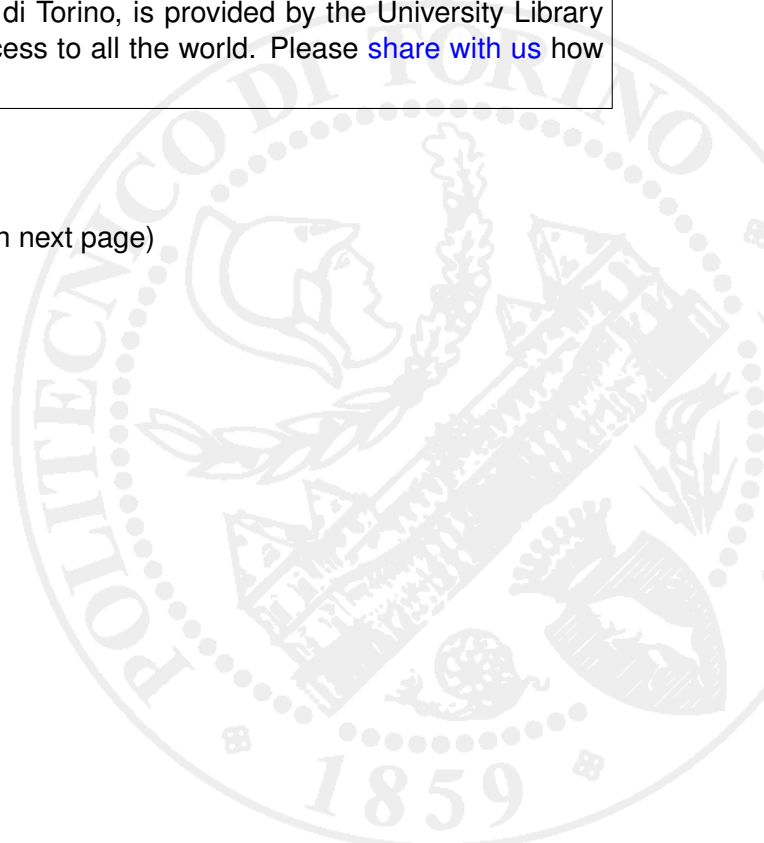 di Torino, is provided by the University Library
cess to all the world. Please share with us how
n next page)
POLITECNICO DI TORINO
1859